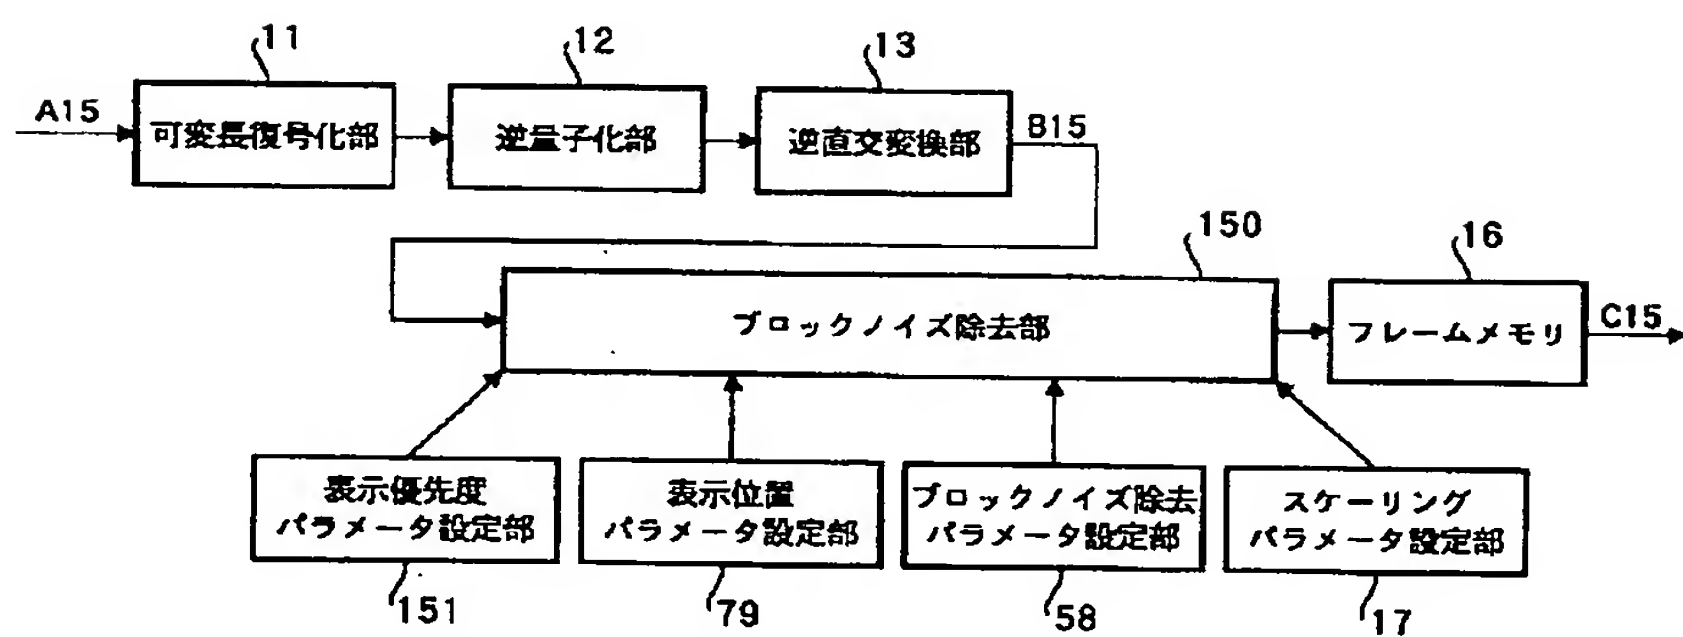 11
12
13
A15
可変長復号化部
逆量子化部
逆直交変換部
B15
150
16
ブロックノイズ除去部
フレームメモリ
C15
表示優先度
パラメータ設定部
表示位置
パラメータ設定部
ブロックノイズ除去
パラメータ設定部
スケーリング
パラメータ設定部
151
79
58
17